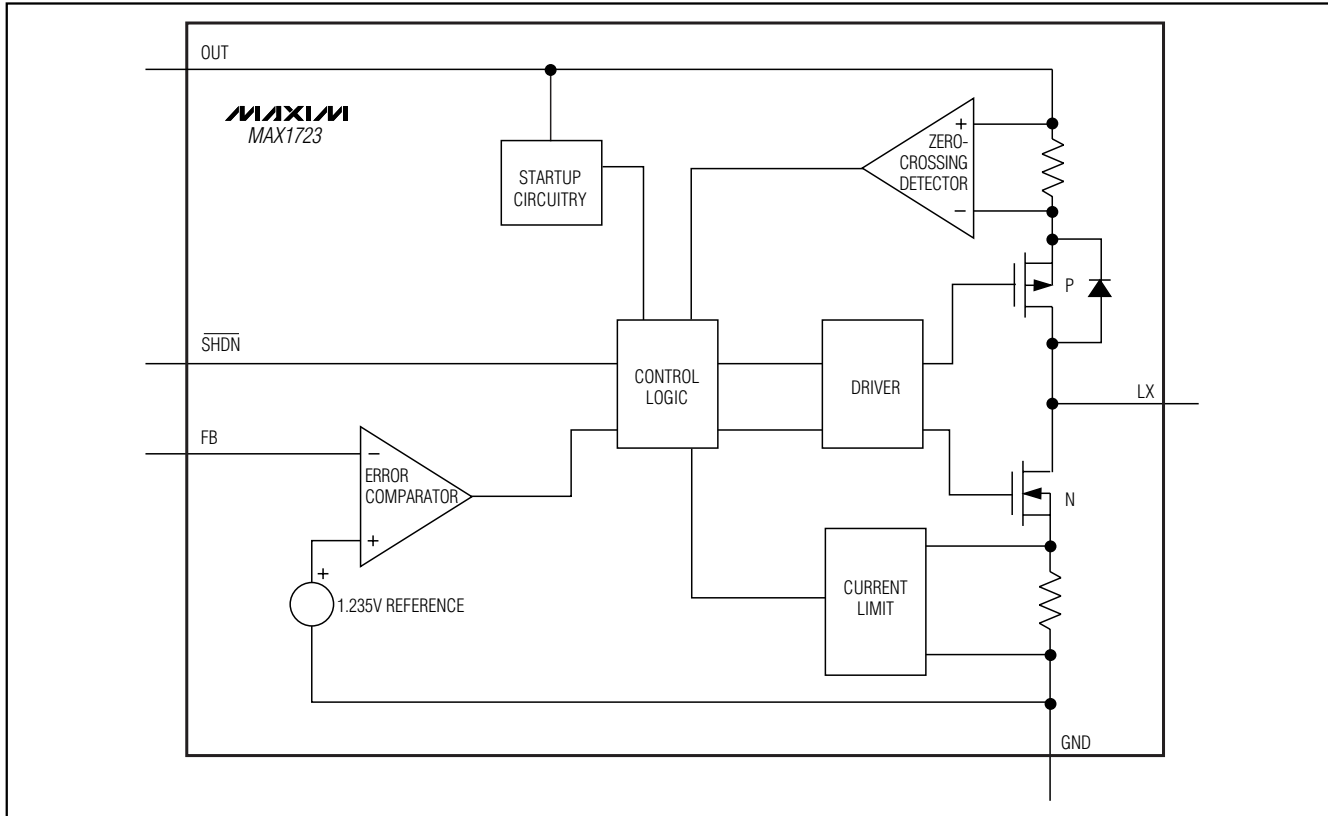 OUT
MAXIM
MAX1723
STARTUP
CIRCUITRY
+
ZERO-
CROSSING
DETECTOR
−
P
SHDN
CONTROL
LOGIC
DRIVER
LX
FB
−
ERROR
COMPARATOR
+
N
+
1.235V REFERENCE
CURRENT
LIMIT
GND